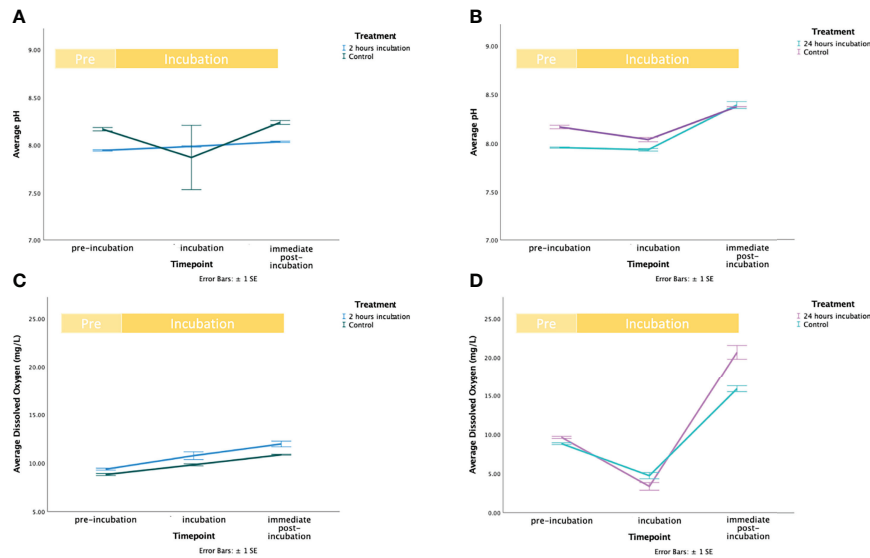 A
Treatment
2 hours incubation
Control
Pre
Incubation
9.00
8.50
8.00
7.50
7.00
Average pH
pre-incubation
incubation
immediate
post-
incubation
Timepoint
Error Bars: ± 1 SE
B
Treatment
24 hours incubation
Control
Pre
Incubation
9.00
8.50
8.00
7.50
7.00
Average pH
pre-incubation
incubation
immediate
post-
incubation
Timepoint
Error Bars: ± 1 SE
C
Treatment
2 hours incubation
Control
Pre
Incubation
25.00
20.00
15.00
10.00
5.00
Average Dissolved Oxygen (mg/L)
pre-incubation
incubation
immediate
post-
incubation
Timepoint
Error Bars: ± 1 SE
D
Treatment
24 hours incubation
Control
Pre
Incubation
25.00
20.00
15.00
10.00
5.00
.00
Average Dissolved Oxygen (mg/L)
pre-incubation
incubation
immediate
post-
incubation
Timepoint
Error Bars: ± 1 SE